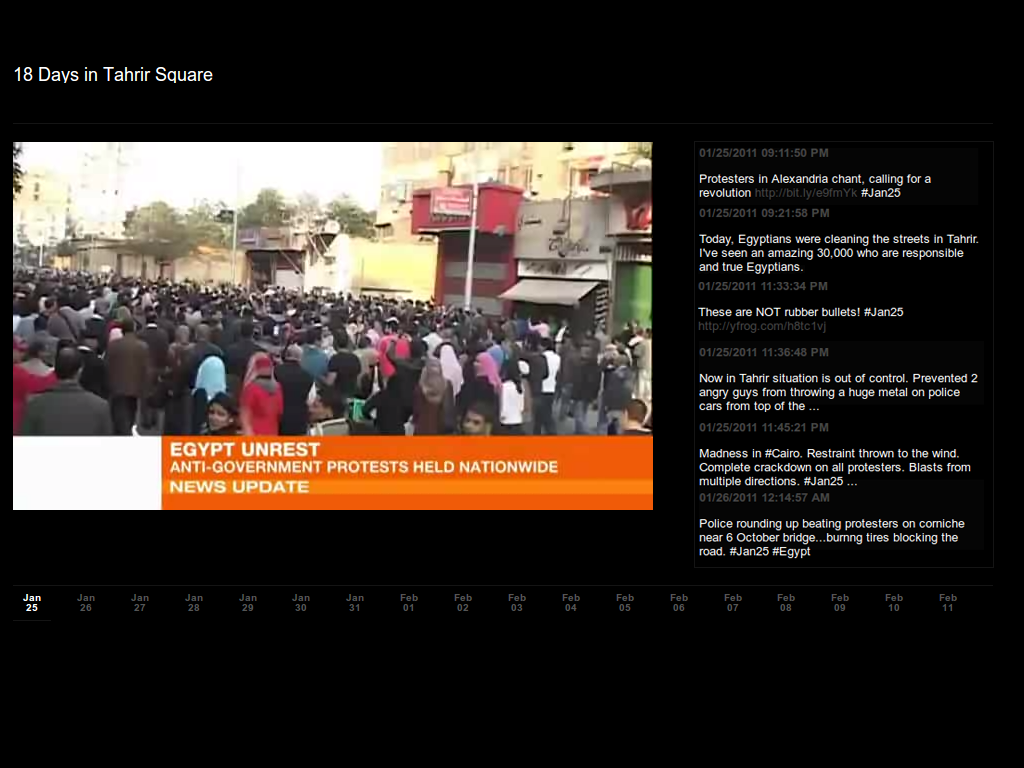 18 Days in Tahrir Square
EGYPT UNREST
ANTI-GOVERNMENT PROTESTS HELD NATIONWIDE
NEWS UPDATE
01/25/2011 09:11:50 PM
Protesters in Alexandria chant, calling for a
revolution http://bit.ly/e9fmYk #Jan25
01/25/2011 09:21:58 PM
Today, Egyptians were cleaning the streets in Tahrir.
I've seen an amazing 30,000 who are responsible
and true Egyptians.
01/25/2011 11:33:34 PM
These are NOT rubber bullets! #Jan25
http://yfrog.com/h8tc1vj
01/25/2011 11:36:48 PM
Now in Tahrir situation is out of control. Prevented 2
angry guys from throwing a huge metal on police
cars from top of the ...
01/25/2011 11:45:21 PM
Madness in #Cairo. Restraint thrown to the wind.
Complete crackdown on all protesters. Blasts from
multiple directions. #Jan25 ...
01/26/2011 12:14:57 AM
Police rounding up beating protesters on corniche
near 6 October bridge...burnng tires blocking the
road. #Jan25 #Egypt
Jan Jan Jan Jan Jan Jan Jan Feb Feb Feb Feb Feb Feb Feb Feb Feb Feb Feb
25 26 27 28 29 30 31 01 02 03 04 05 06 07 08 09 10 11